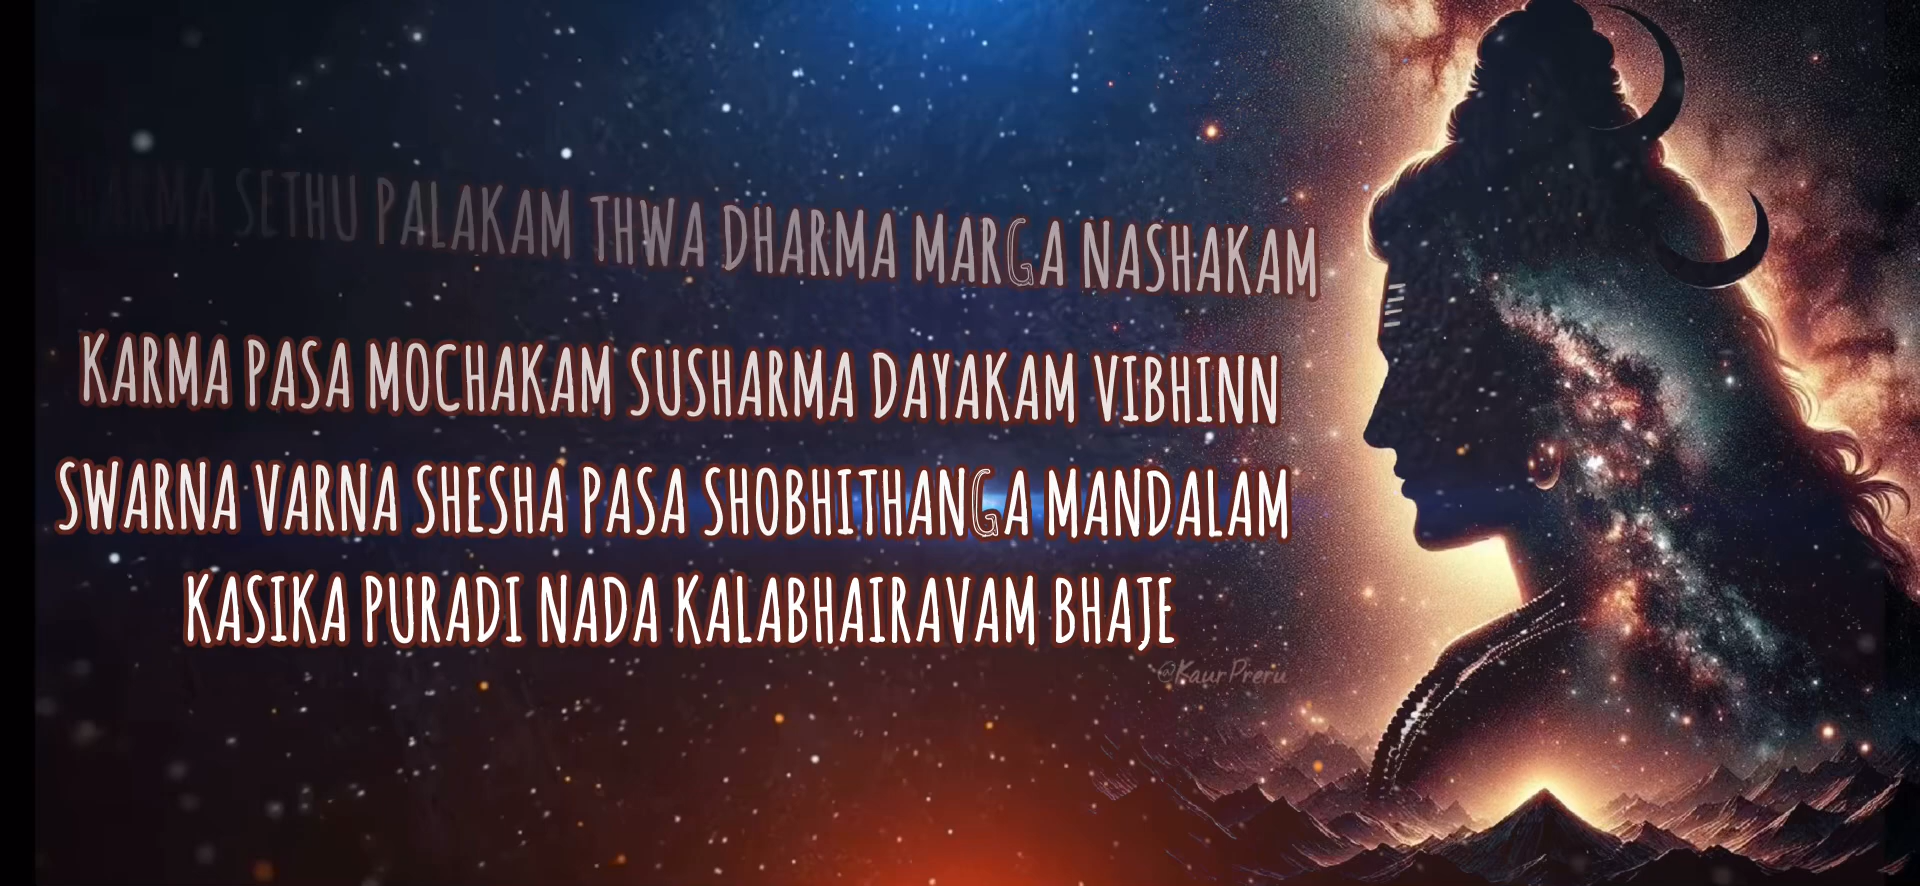 DHARMA SETHU PALAKAM THWA DHARMA MARGA NASHAKAM
KARMA PASA MOCHAKAM SUSHARMA DAYAKAM VIBHINN
SWARNA VARNA SHESHA PASA SHOBHITHANGA MANDALAM
KASIKA PURADI NADA KALABHAIRAVAM BHAJE
@KaurPreru